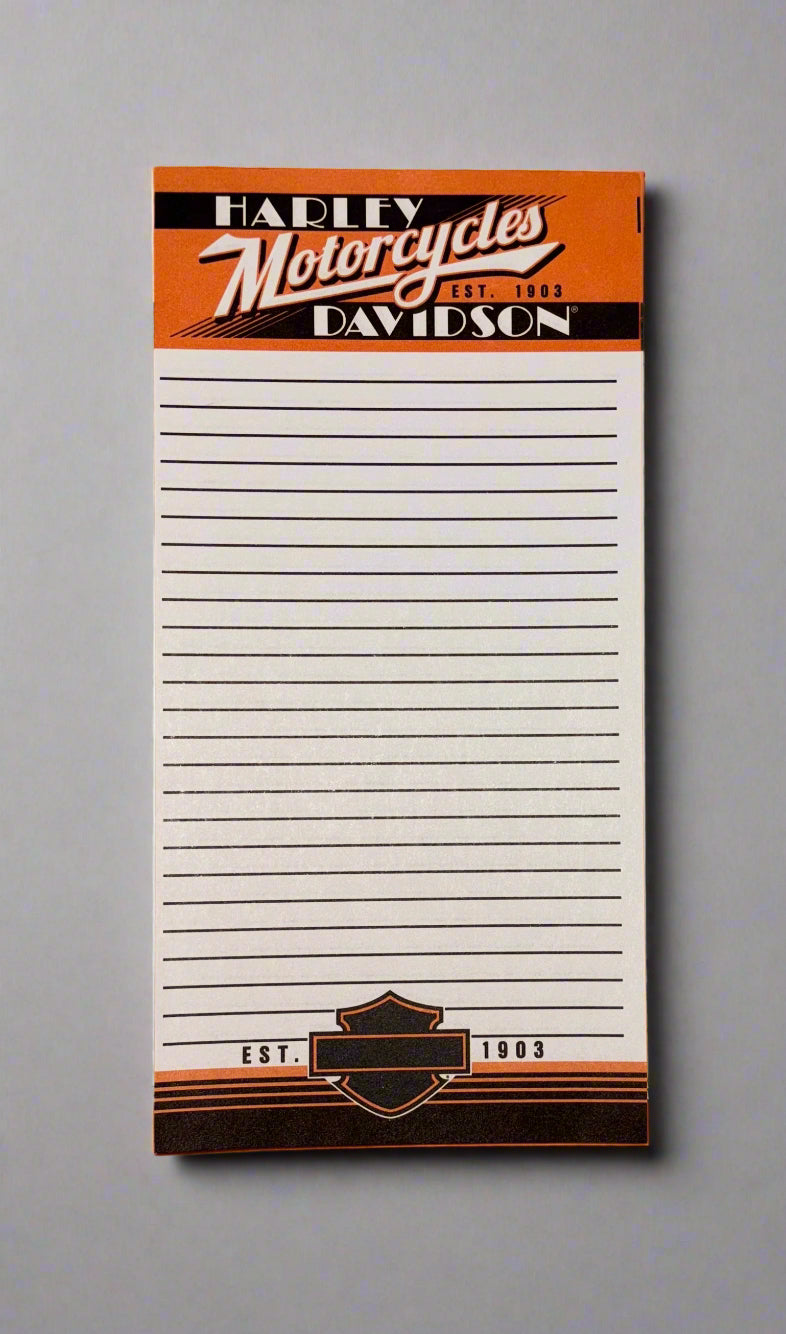 HARLEY
Motorcycles
EST. 1903
DAVIDSON®
EST. 1903